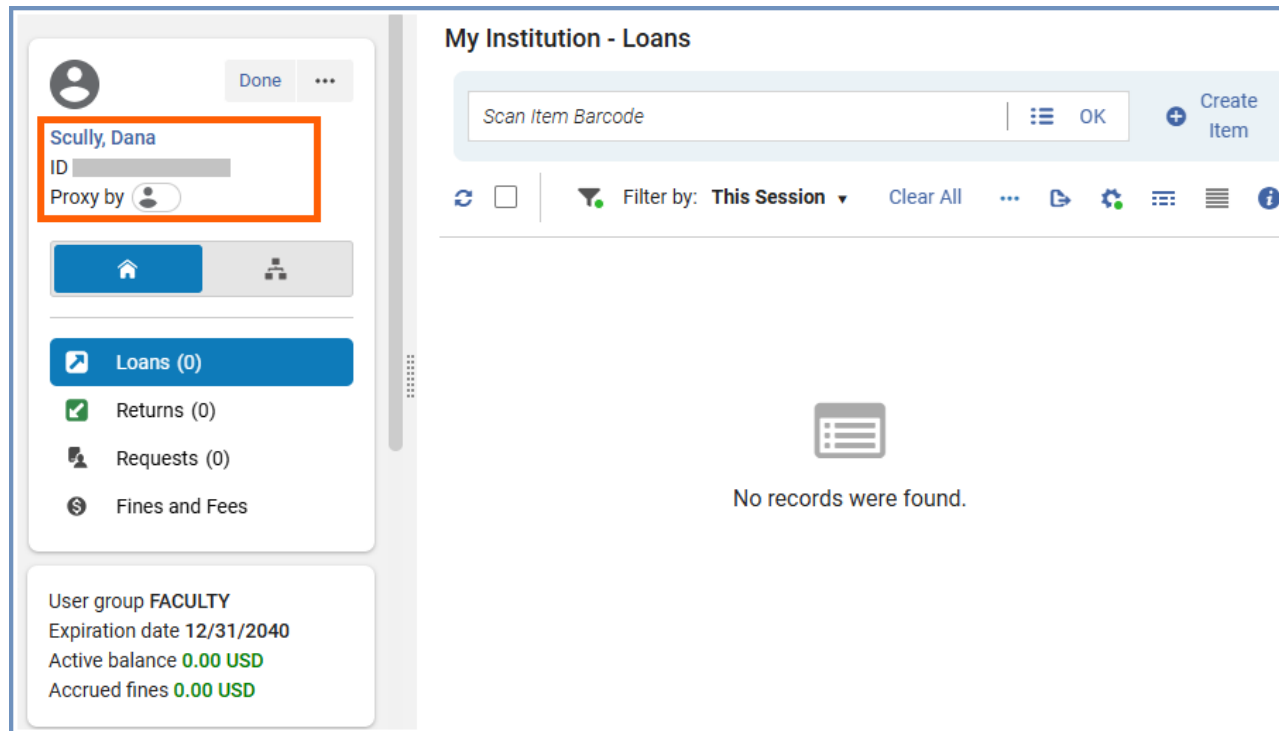 My Institution - Loans
Done
Scan Item Barcode
OK
Create
Item
Scully, Dana
ID
Proxy by
Filter by: This Session
Clear All
Loans (0)
Returns (0)
Requests (0)
Fines and Fees
No records were found.
User group FACULTY
Expiration date 12/31/2040
Active balance 0.00 USD
Accrued fines 0.00 USD